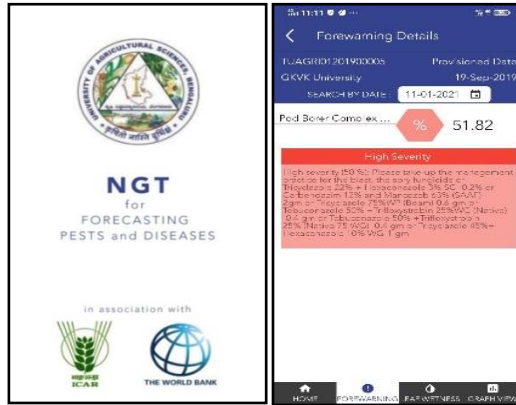 UNIVERSITY OF AGRICULTURAL SCIENCES, BENGALURU
NGT
for
FORECASTING
PESTS and DISEASES
in association with
ICAR
THE WORLD BANK
11:11
Forewarning Details
TUAGRI01201900005 Provisioned Date
GKVK University 19-Sep-2019
SEARCH BY DATE : 11-01-2021
Pod Borer Complex ... % 51.82
High Severity
High severity (50 %): Please take up the management
practice for the blast, the spry fungicide of
Tricyclazole 22% + Hexaconazole 3% SC 0.2% or
Carbendazim 12% and Mancozeb 63% (SAAF)
2gm or Tricyclazole 75%WP (Beam) 0.6 gm or
Tebuconazole 50% + Trifloxystrobin 25%WG (Nativo)
0.4 gm or Tebuconazole 50% +Trifloxystrobin
25% (Nativo 75 WG) 0.4 gm or Tricyclazole 45%+
Hexaconazole 10% WG 1 gm
HOME FOREWARNING WETNESS GRAPH VIEW